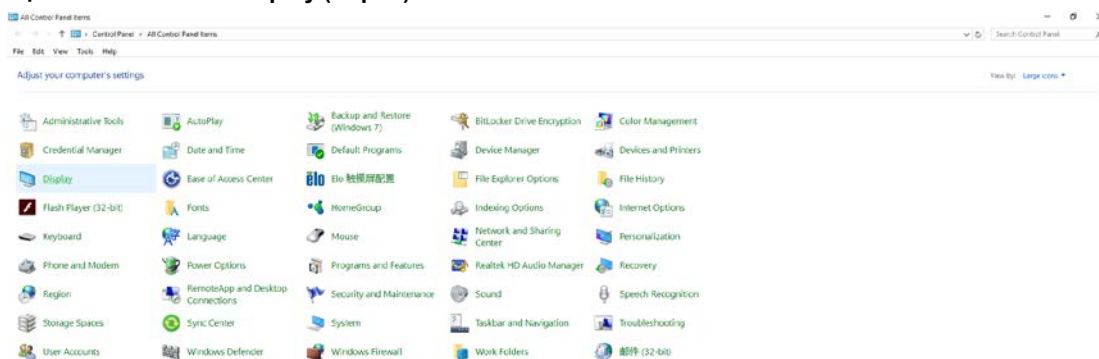 All Control Panel Items
Control Panel > All Control Panel Items
Search Control Panel
File Edit View Tools Help
Adjust your computer's settings
View by: Large icons
Administrative Tools
AutoPlay
Backup and Restore
(Windows 7)
BitLocker Drive Encryption
Color Management
Credential Manager
Date and Time
Default Programs
Device Manager
Devices and Printers
Display
Ease of Access Center
elo
Elo 触摸屏配置
File Explorer Options
File History
Flash Player (32-bit)
Fonts
HomeGroup
Indexing Options
Internet Options
Keyboard
Language
Mouse
Network and Sharing
Center
Personalization
Phone and Modem
Power Options
Programs and Features
Realtek HD Audio Manager
Recovery
Region
RemoteApp and Desktop
Connections
Security and Maintenance
Sound
Speech Recognition
Storage Spaces
Sync Center
System
Taskbar and Navigation
Troubleshooting
User Accounts
Windows Defender
Windows Firewall
Work Folders
邮件 (32-bit)